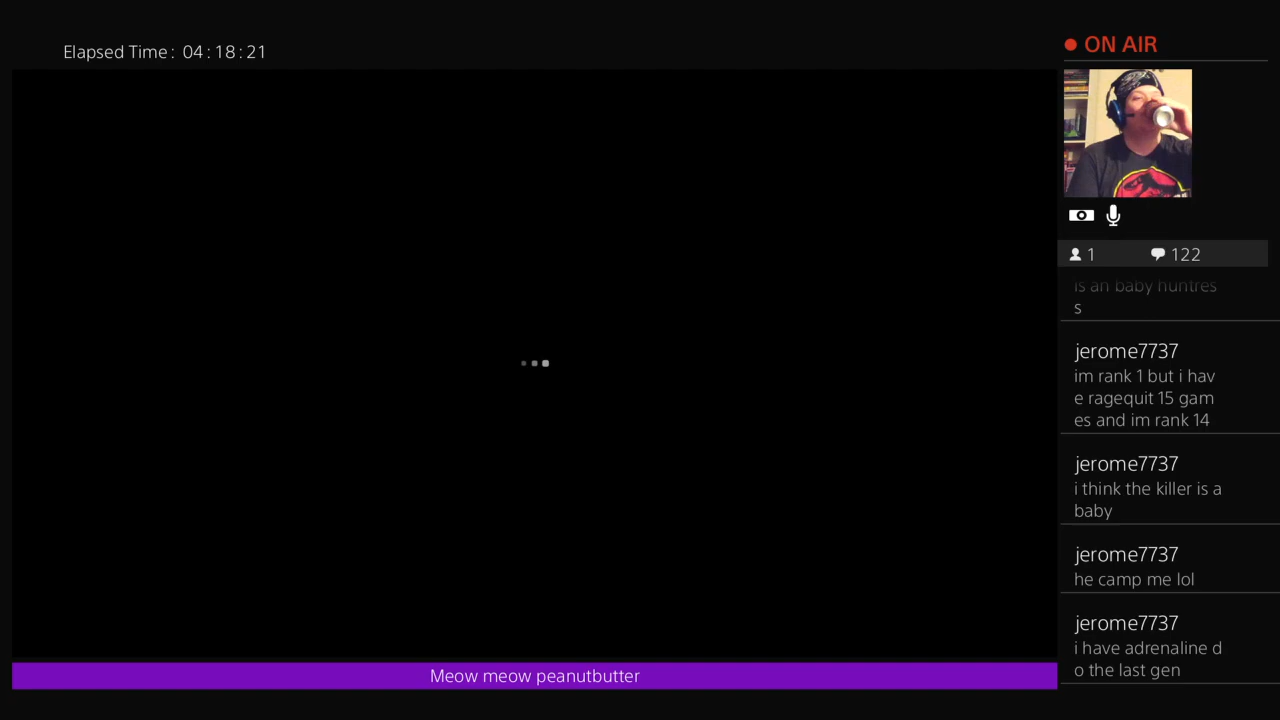 Elapsed Time: 04:18:21
ON AIR
1 122
is an baby huntres
s
jerome7737
im rank 1 but i hav
e ragequit 15 gam
es and im rank 14
jerome7737
i think the killer is a
baby
jerome7737
he camp me lol
jerome7737
i have adrenaline d
o the last gen
Meow meow peanutbutter